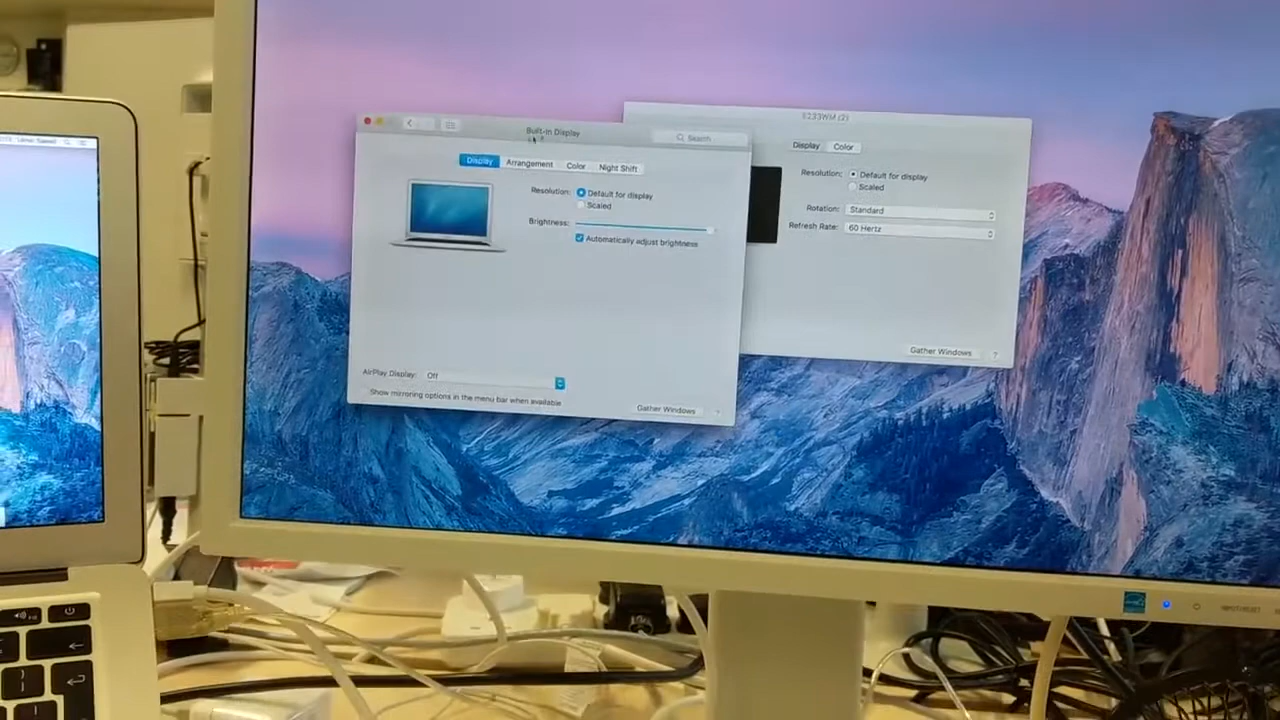 Built-In Display
Search
Display
Arrangement
Color
Night Shift
Resolution:
Default for display
Scaled
Brightness:
Automatically adjust brightness
AirPlay Display:
Off
Show mirroring options in the menu bar when available
Gather Windows
E233WM (2)
Display
Color
Resolution:
Default for display
Scaled
Rotation:
Standard
Refresh Rate:
60 Hertz
Gather Windows
?